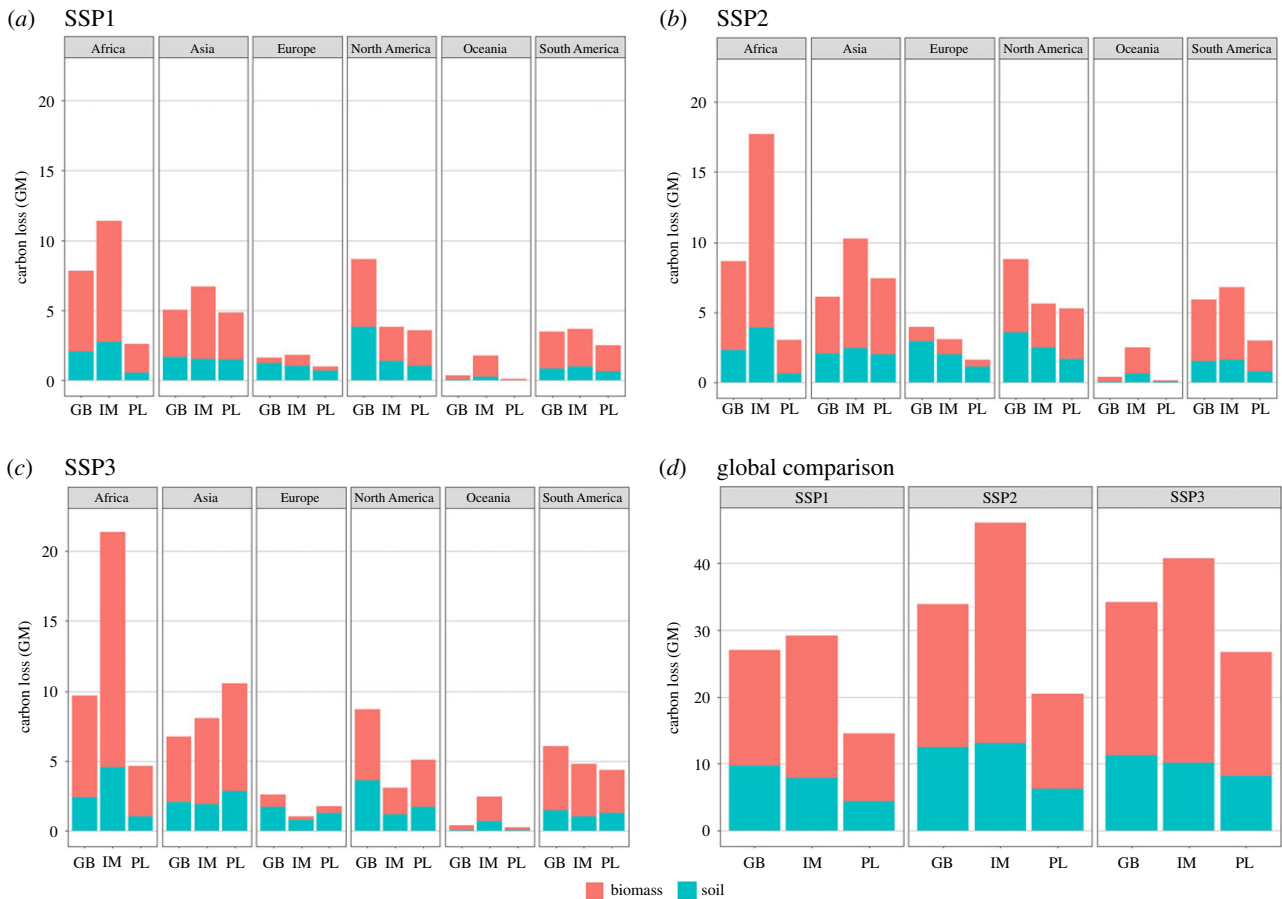 (a) SSP1
Africa Asia Europe North America Oceania South America
20
15
10
5
0
carbon loss (GM)
GB IM PL GB IM PL GB IM PL GB IM PL GB IM PL GB IM PL
(b) SSP2
Africa Asia Europe North America Oceania South America
20
15
10
5
0
carbon loss (GM)
GB IM PL GB IM PL GB IM PL GB IM PL GB IM PL GB IM PL
(c) SSP3
Africa Asia Europe North America Oceania South America
20
15
10
5
0
carbon loss (GM)
GB IM PL GB IM PL GB IM PL GB IM PL GB IM PL GB IM PL
(d) global comparison
SSP1 SSP2 SSP3
40
30
20
10
0
carbon loss (GM)
GB IM PL GB IM PL GB IM PL
biomass soil